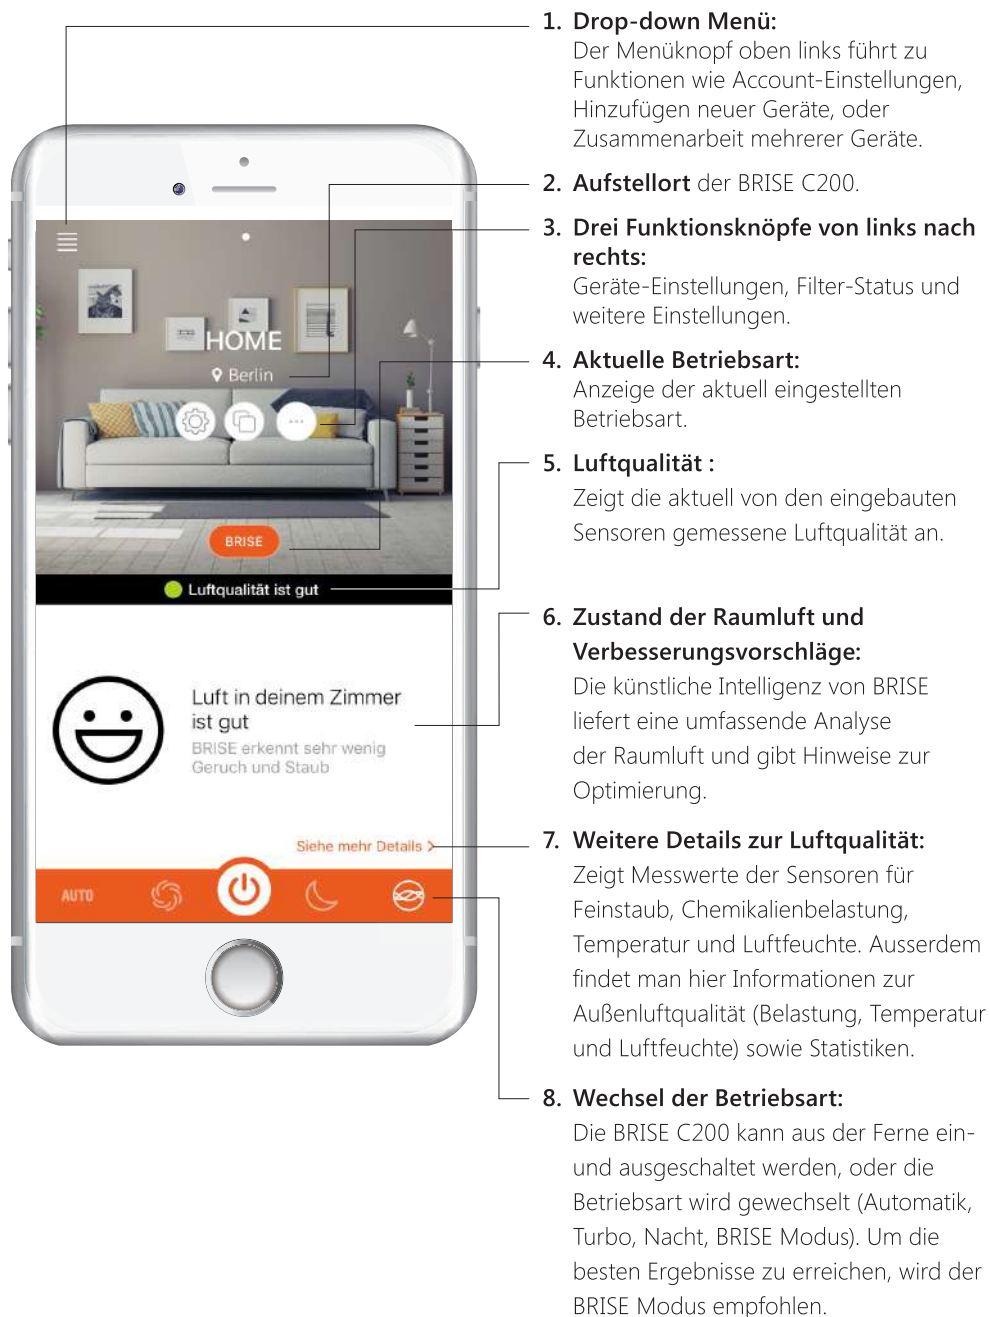 1. Drop-down Menü:
Der Menüknopf oben links führt zu
Funktionen wie Account-Einstellungen,
Hinzufügen neuer Geräte, oder
Zusammenarbeit mehrerer Geräte.
2. Aufstellort der BRISE C200.
3. Drei Funktionsknöpfe von links nach
rechts:
Geräte-Einstellungen, Filter-Status und
weitere Einstellungen.
4. Aktuelle Betriebsart:
Anzeige der aktuell eingestellten
Betriebsart.
5. Luftqualität :
Zeigt die aktuell von den eingebauten
Sensoren gemessene Luftqualität an.
6. Zustand der Raumluft und
Verbesserungsvorschläge:
Die künstliche Intelligenz von BRISE
liefert eine umfassende Analyse
der Raumluft und gibt Hinweise zur
Optimierung.
7. Weitere Details zur Luftqualität:
Zeigt Messwerte der Sensoren für
Feinstaub, Chemikalienbelastung,
Temperatur und Luftfeuchte. Ausserdem
findet man hier Informationen zur
Außenluftqualität (Belastung, Temperatur
und Luftfeuchte) sowie Statistiken.
8. Wechsel der Betriebsart:
Die BRISE C200 kann aus der Ferne ein-
und ausgeschaltet werden, oder die
Betriebsart wird gewechselt (Automatik,
Turbo, Nacht, BRISE Modus). Um die
besten Ergebnisse zu erreichen, wird der
BRISE Modus empfohlen.
HOME
Berlin
BRISE
Luftqualität ist gut
Luft in deinem Zimmer
ist gut
BRISE erkennt sehr wenig
Geruch und Staub
Siehe mehr Details >
AUTO